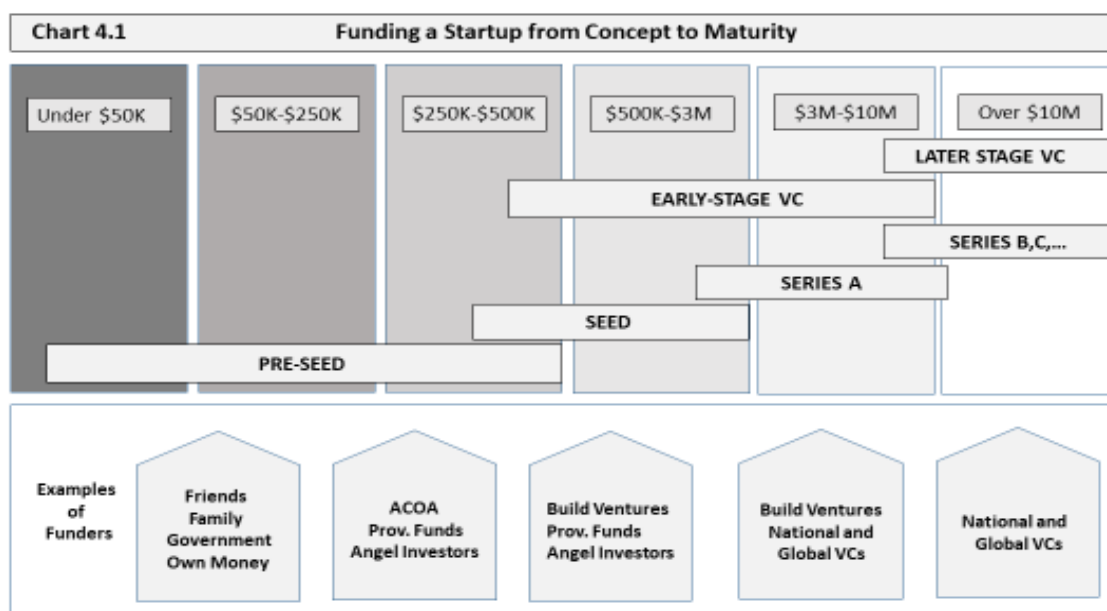 Chart 4.1 Funding a Startup from Concept to Maturity
Under $50K
$50K-$250K
$250K-$500K
$500K-$3M
$3M-$10M
Over $10M
LATER STAGE VC
EARLY-STAGE VC
SERIES B,C,...
SERIES A
SEED
PRE-SEED
Examples
of
Funders
Friends
Family
Government
Own Money
ACOA
Prov. Funds
Angel Investors
Build Ventures
Prov. Funds
Angel Investors
Build Ventures
National and
Global VCs
National and
Global VCs